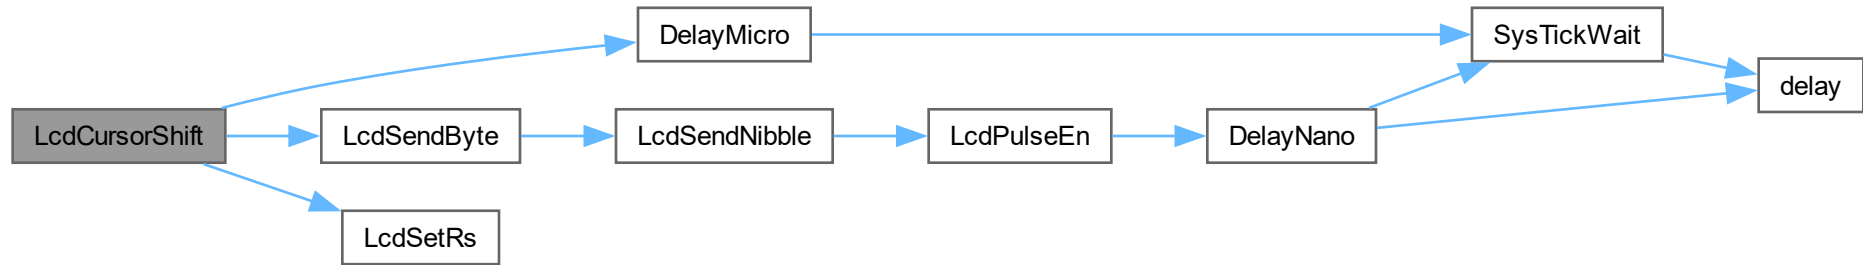 DelayMicro
SysTickWait
delay
LcdCursorShift
LcdSendByte
LcdSendNibble
LcdPulseEn
DelayNano
LcdSetRs